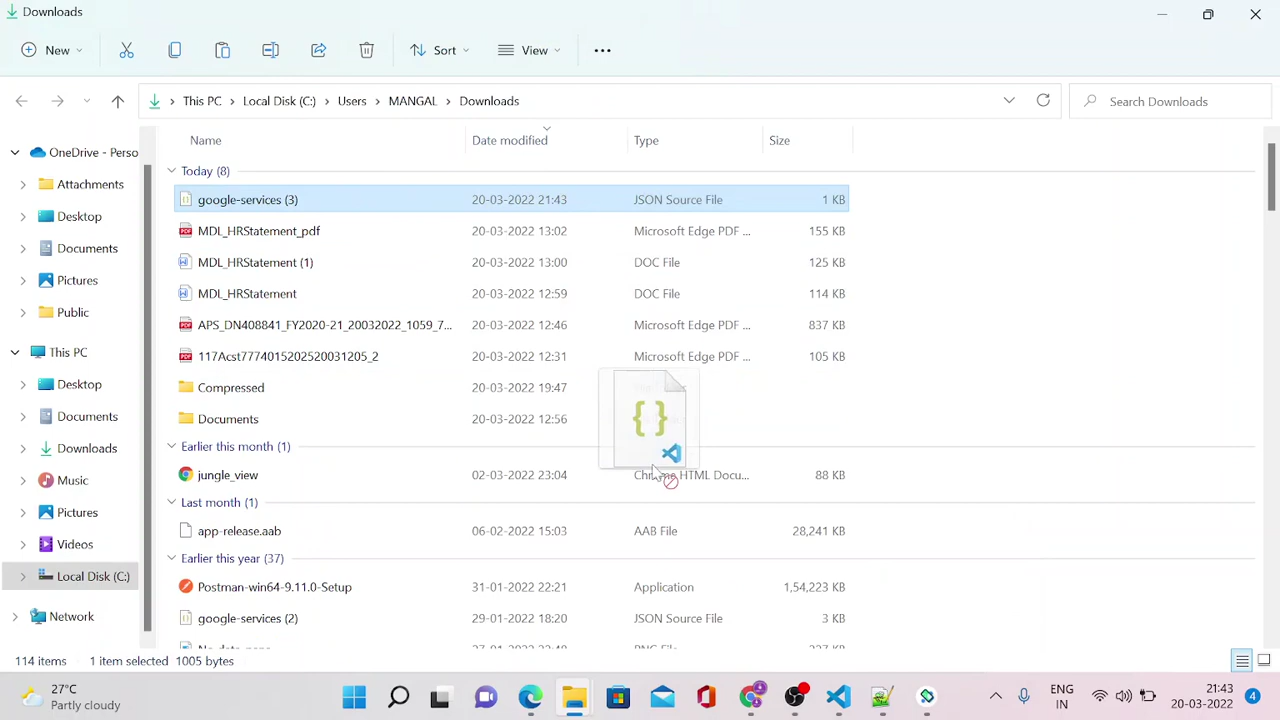 Downloads
New
Sort
View
This PC
Local Disk (C:)
Users
MANGAL
Downloads
Search Downloads
Name
Date modified
Type
Size
OneDrive - Perso
Attachments
Desktop
Documents
Pictures
Public
This PC
Desktop
Documents
Downloads
Music
Pictures
Videos
Local Disk (C:)
Network
Today (8)
google-services (3) 20-03-2022 21:43 JSON Source File 1 KB
MDL_HRStatement_pdf 20-03-2022 13:02 Microsoft Edge PDF ... 155 KB
MDL_HRStatement (1) 20-03-2022 13:00 DOC File 125 KB
MDL_HRStatement 20-03-2022 12:59 DOC File 114 KB
APS_DN408841_FY2020-21_20032022_1059_7... 20-03-2022 12:46 Microsoft Edge PDF ... 837 KB
117Acst7774015202520031205_2 20-03-2022 12:31 Microsoft Edge PDF ... 105 KB
Compressed 20-03-2022 19:47
Documents 20-03-2022 12:56
Earlier this month (1)
jungle_view 02-03-2022 23:04 Chrome HTML Docu... 88 KB
Last month (1)
app-release.aab 06-02-2022 15:03 AAB File 28,241 KB
Earlier this year (37)
Postman-win64-9.11.0-Setup 31-01-2022 22:21 Application 1,54,223 KB
google-services (2) 29-01-2022 18:20 JSON Source File 3 KB
114 items
1 item selected 1005 bytes
27°C
Partly cloudy
ENG
IN
21:43
20-03-2022
4